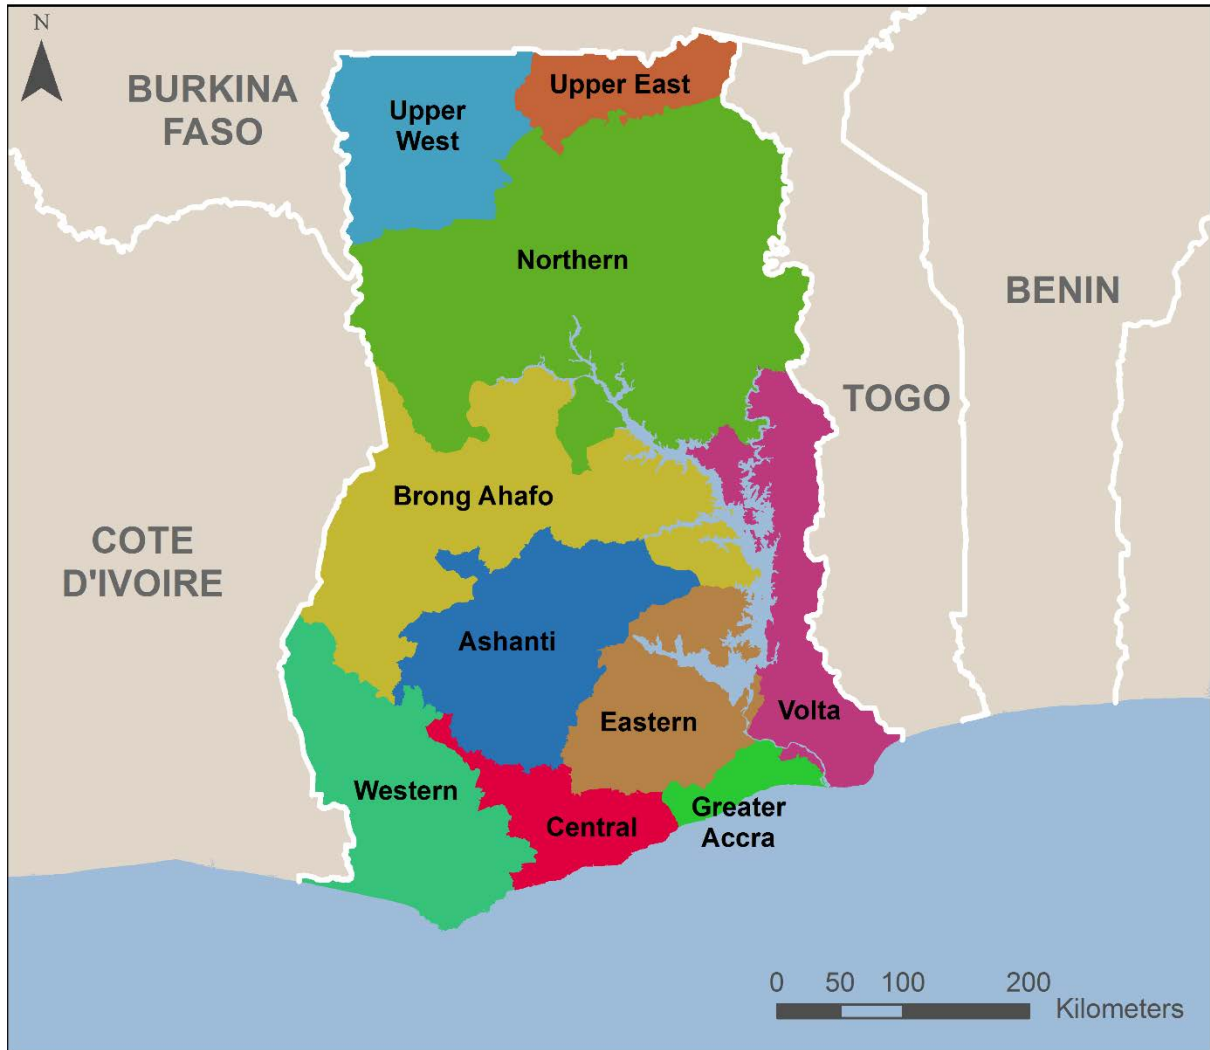 N
BURKINA
FASO
Upper
West
Upper East
Northern
BENIN
TOGO
Brong Ahafo
COTE
D'IVOIRE
Ashanti
Eastern
Volta
Western
Central
Greater
Accra
0 50 100 200
Kilometers